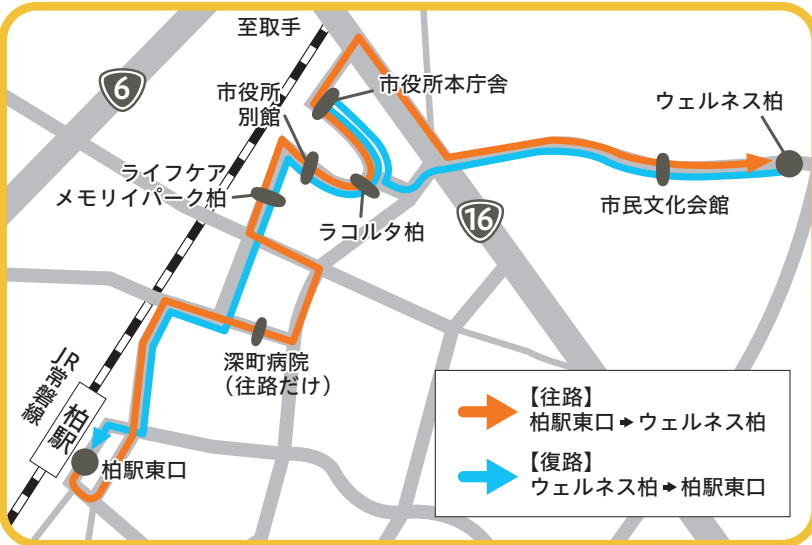 至取手
6
市役所
別館
市役所本庁舎
ウェルネス柏
ライフケア
メモリイパーク柏
ラコルタ柏
16
市民文化会館
深町病院
（往路だけ）
JR常磐線
柏駅
柏駅東口
【往路】
柏駅東口➡ウェルネス柏
【復路】
ウェルネス柏➡柏駅東口